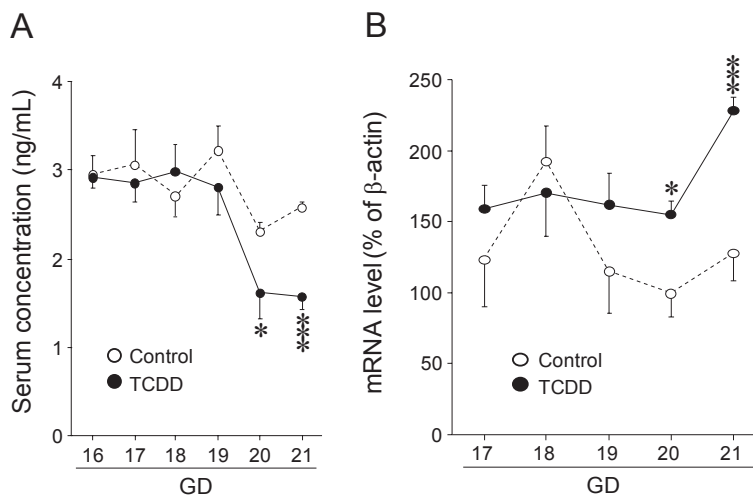 A
Serum concentration (ng/mL)
4
3
2
1
0
*
***
Control
TCDD
16 17 18 19 20 21
GD
B
mRNA level (% of β-actin)
250
200
150
100
50
0
***
*
Control
TCDD
17 18 19 20 21
GD